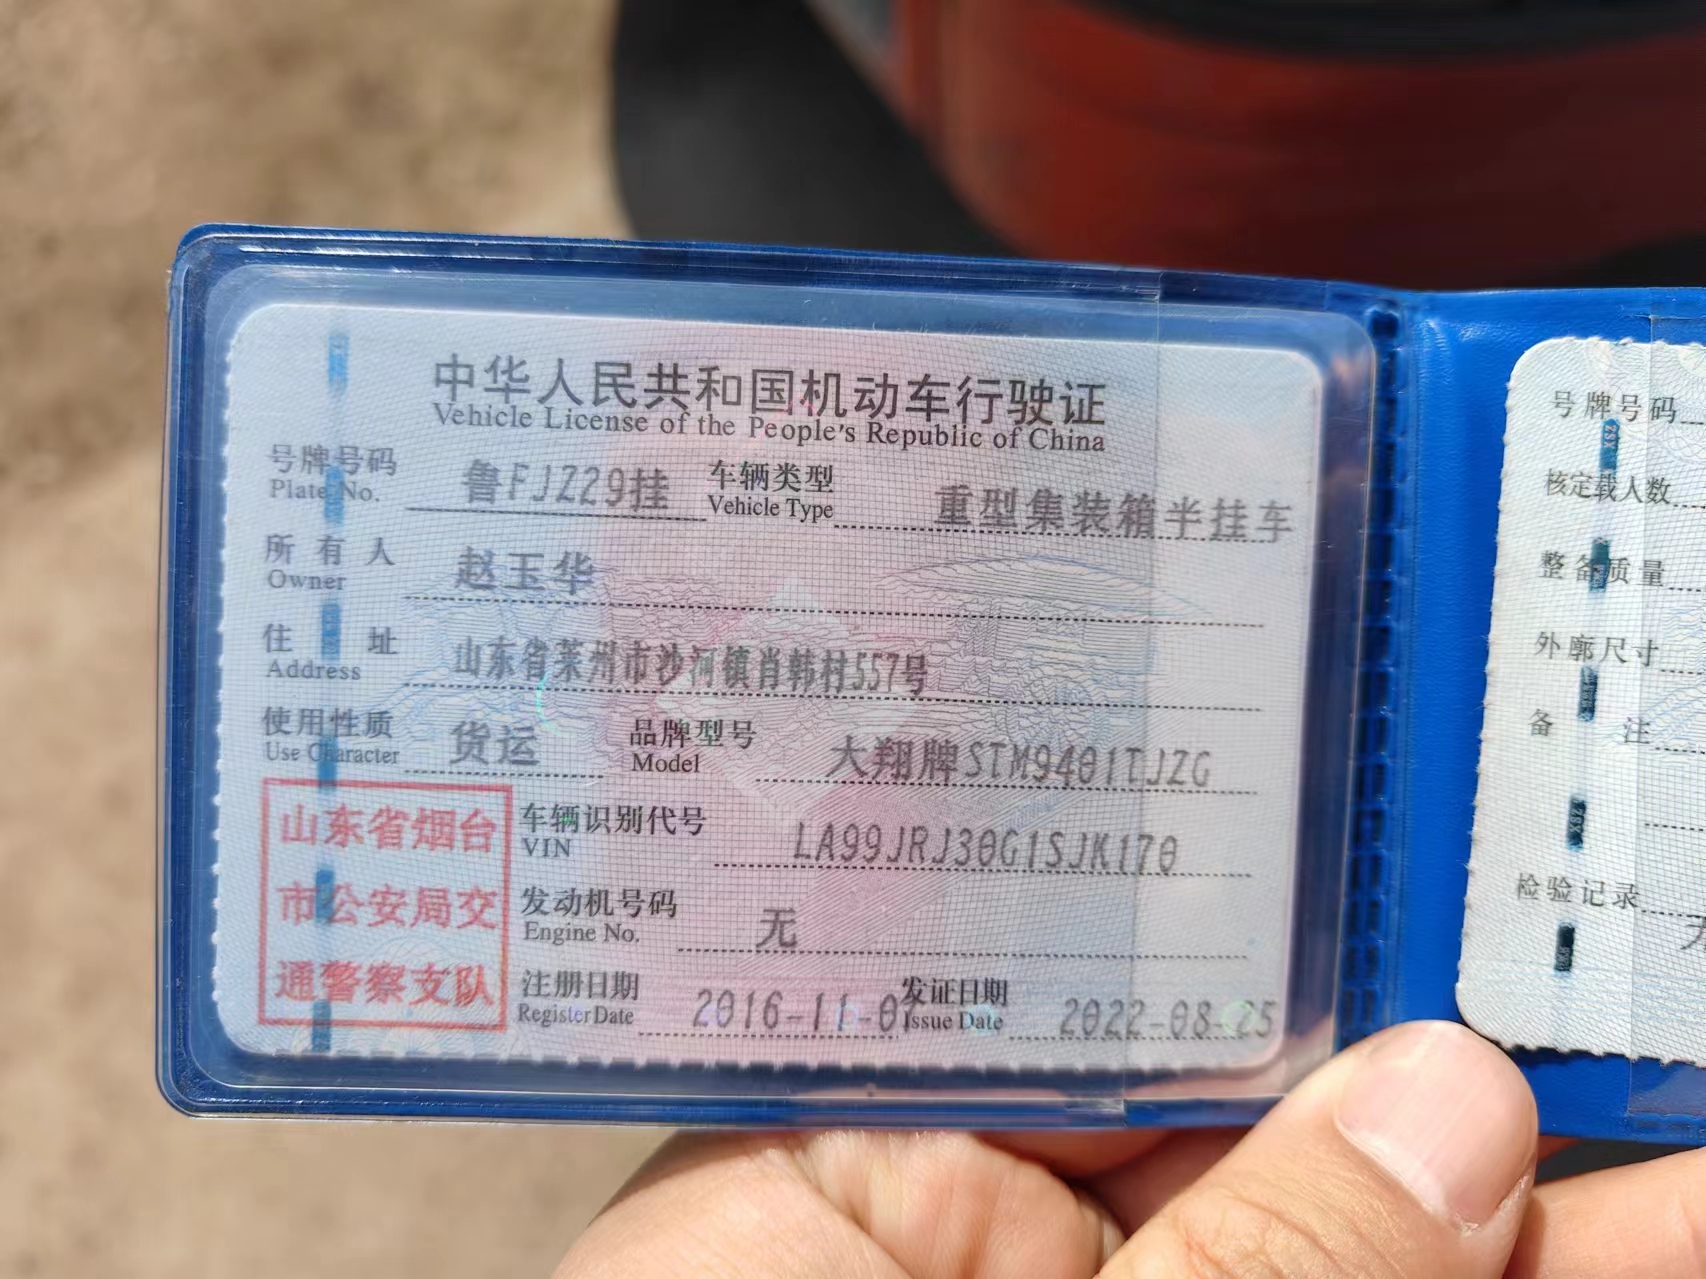 中华人民共和国机动车行驶证
Vehicle License of the People's Republic of China
号牌号码 鲁FJZ29挂 车辆类型 重型集装箱半挂车
Plate No. Vehicle Type
所有人 赵玉华
Owner
住址 山东省莱州市沙河镇肖韩村557号
Address
使用性质 货运 品牌型号 大翔牌STM9401TJZG
Use Character Model
山东省烟台
市公安局交
通警察支队
车辆识别代号 LA99JRJ30G1SJK170
VIN
发动机号码 无
Engine No.
注册日期 2016-11-07 发证日期 2022-08-25
Register Date Issue Date
号牌号码
核定载人数
整备质量
外廓尺寸
备注
检验记录